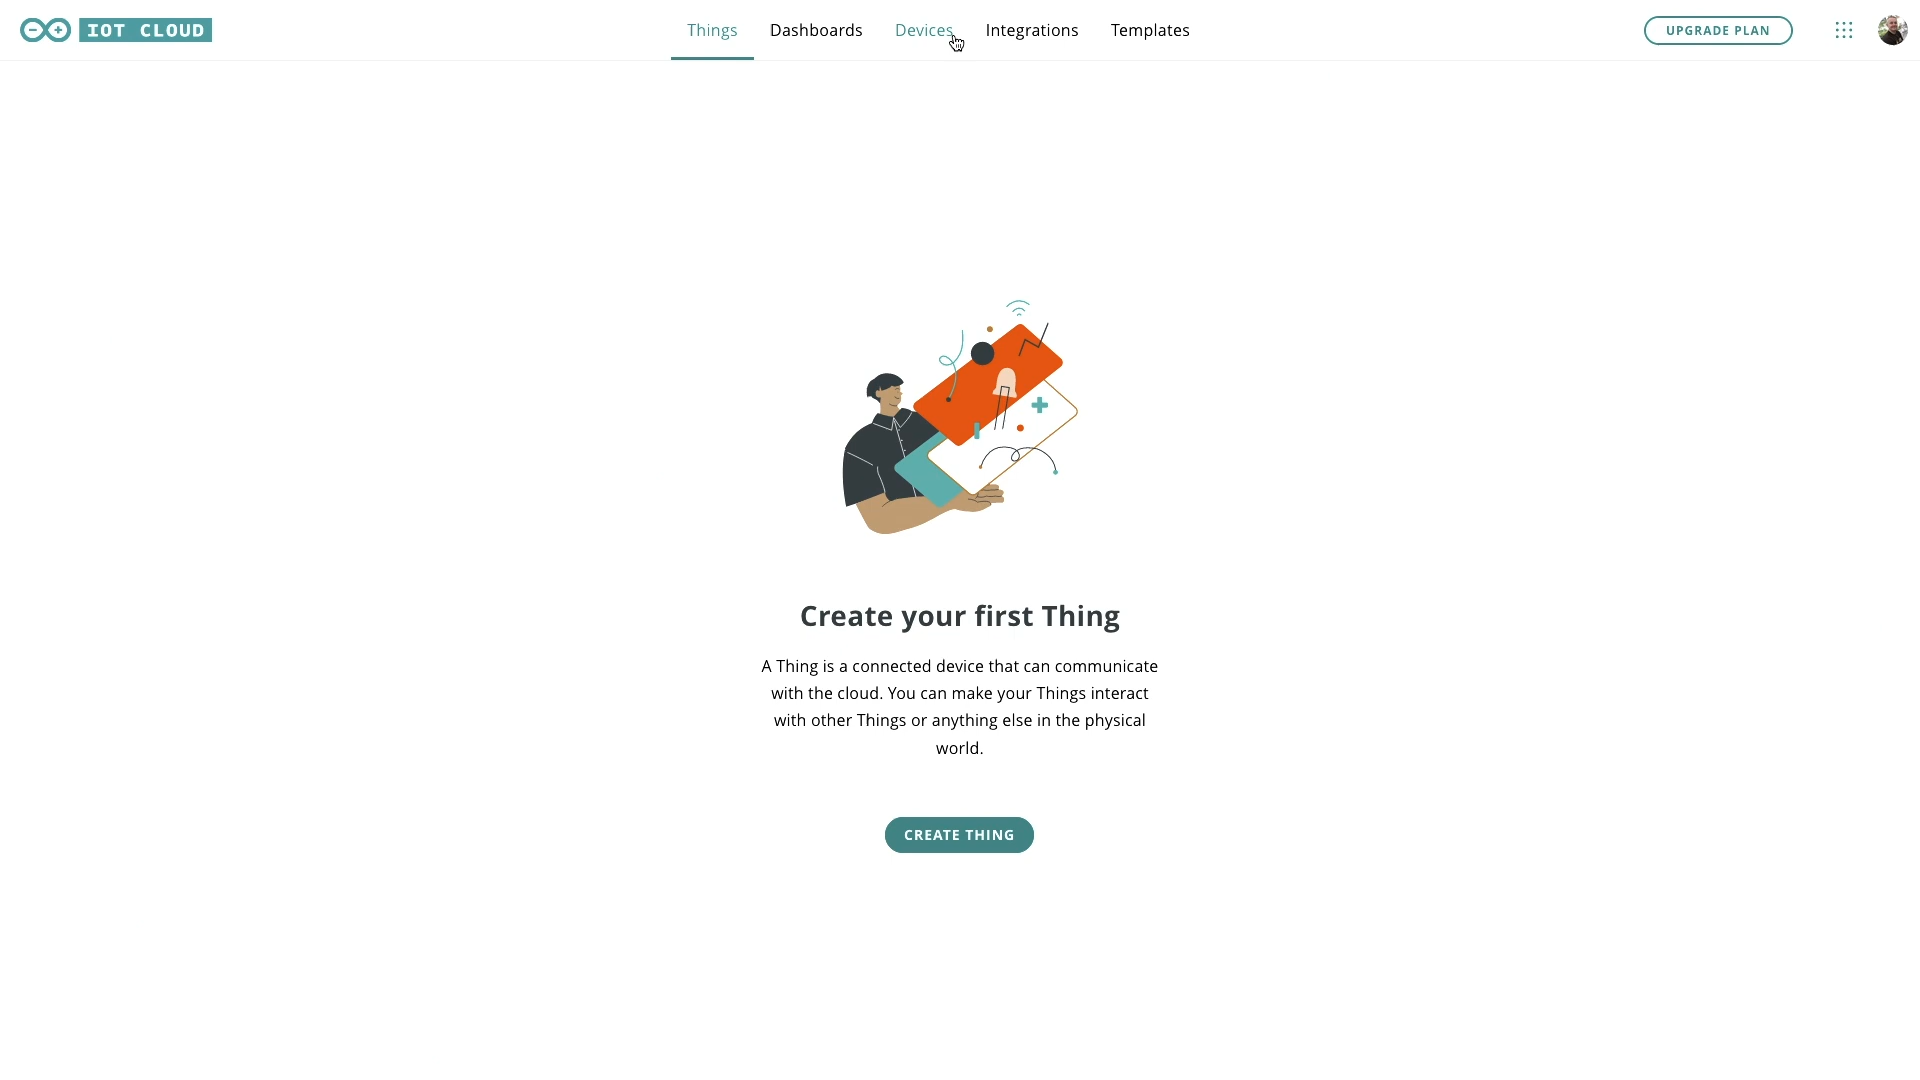 IOT CLOUD
Things Dashboards Devices Integrations Templates
UPGRADE PLAN
Create your first Thing
A Thing is a connected device that can communicate
with the cloud. You can make your Things interact
with other Things or anything else in the physical
world.
CREATE THING